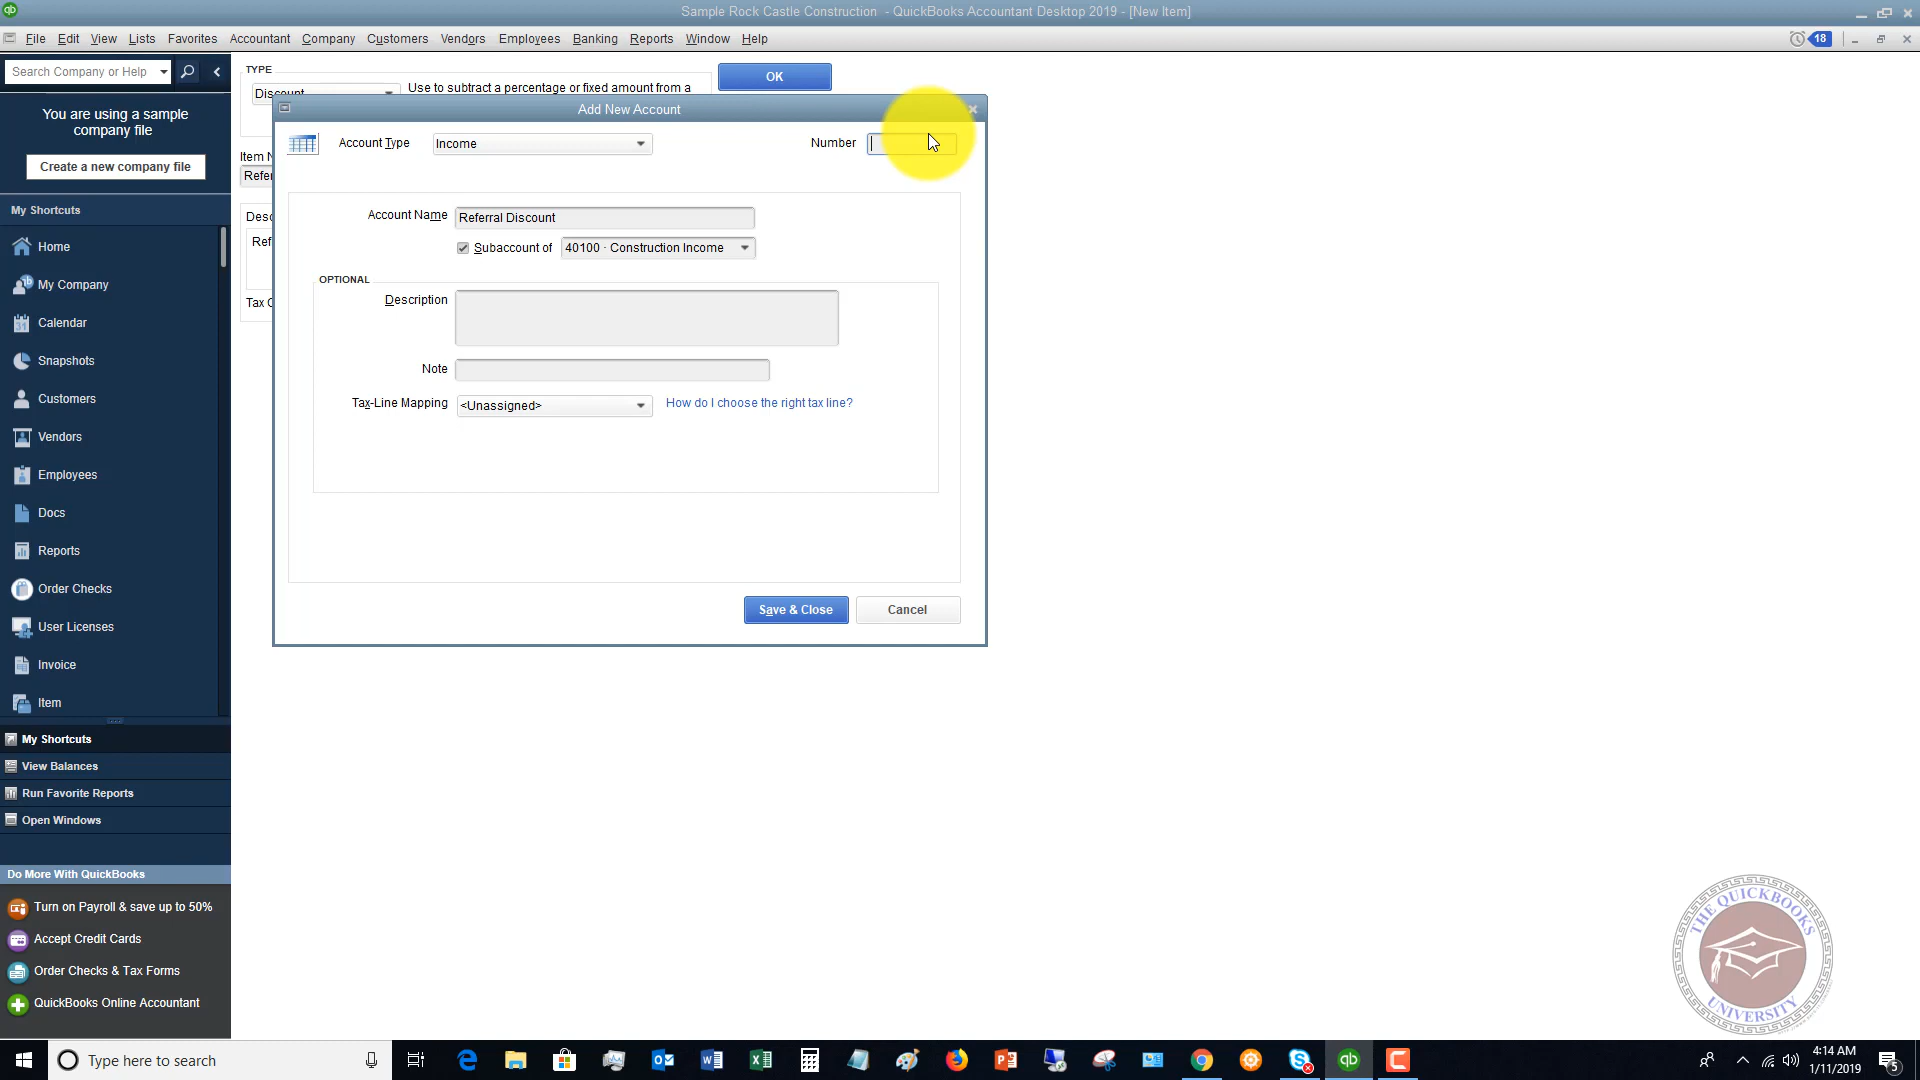 Sample Rock Castle Construction - QuickBooks Accountant Desktop 2019 - [New Item]
File Edit View Lists Favorites Accountant Company Customers Vendors Employees Banking Reports Window Help
18
Search Company or Help
You are using a sample
company file
Create a new company file
My Shortcuts
Home
My Company
Calendar
Snapshots
Customers
Vendors
Employees
Docs
Reports
Order Checks
User Licenses
Invoice
Item
My Shortcuts
View Balances
Run Favorite Reports
Open Windows
Do More With QuickBooks
Turn on Payroll & save up to 50%
Accept Credit Cards
Order Checks & Tax Forms
QuickBooks Online Accountant
TYPE
Discount
Use to subtract a percentage or fixed amount from a
OK
Item N
Refer
Desc
Ref
Tax C
Add New Account
Account Type Income
Number
Account Name Referral Discount
Subaccount of 40100 · Construction Income
OPTIONAL
Description
Note
Tax-Line Mapping <Unassigned> How do I choose the right tax line?
Save & Close Cancel
THE QUICKBOOKS
UNIVERSITY
Type here to search
4:14 AM
1/11/2019
5